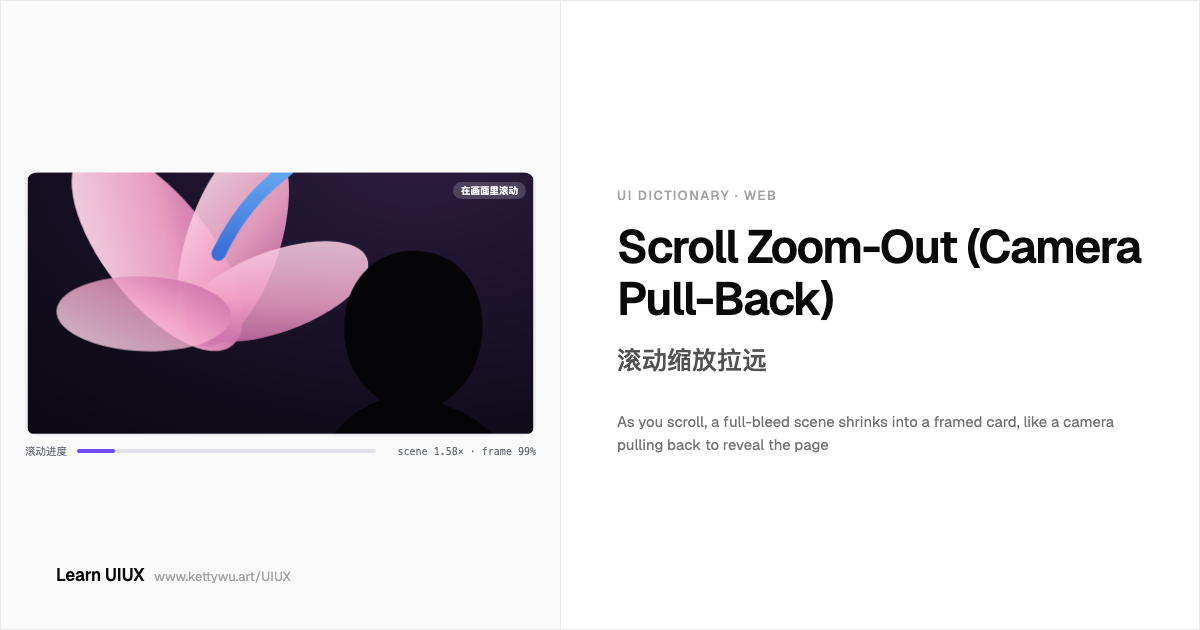 在画面里滚动
滚动进度
scene 1.58× · frame 99%
Learn UIUX www.kettywu.art/UIUX
UI DICTIONARY · WEB
Scroll Zoom-Out (Camera
Pull-Back)
滚动缩放拉远
As you scroll, a full-bleed scene shrinks into a framed card, like a camera
pulling back to reveal the page